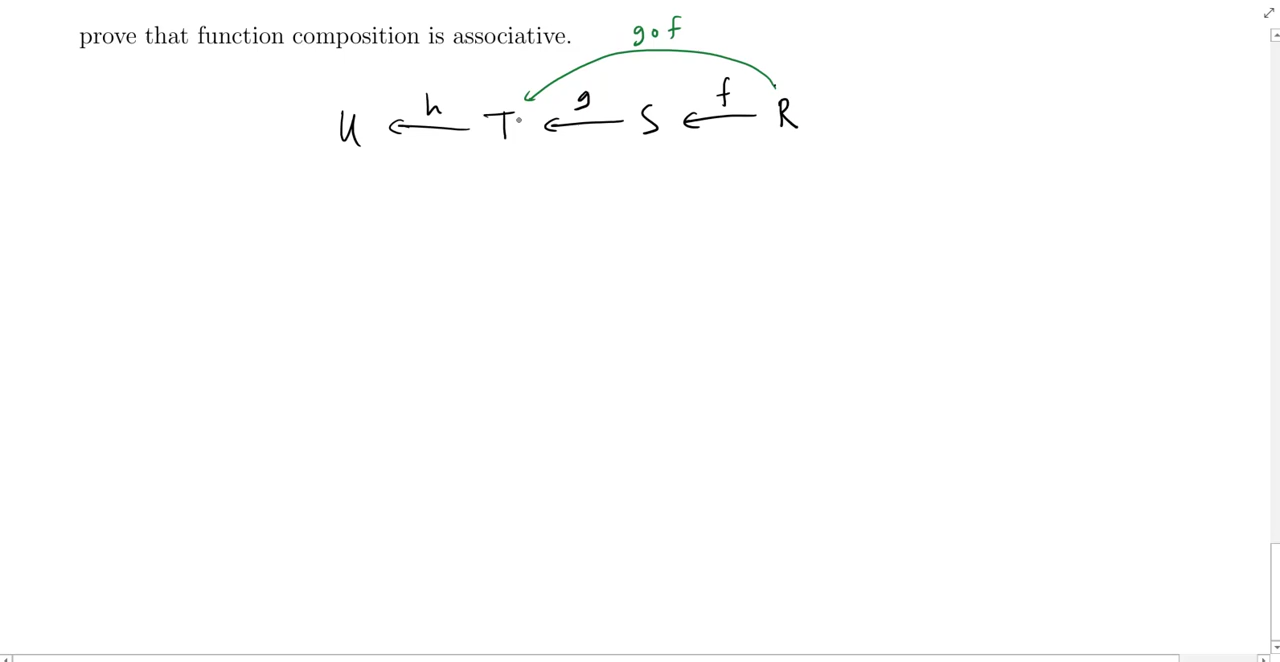 prove that function composition is associative.
g∘f
U ←h— T ←g— S ←f— R